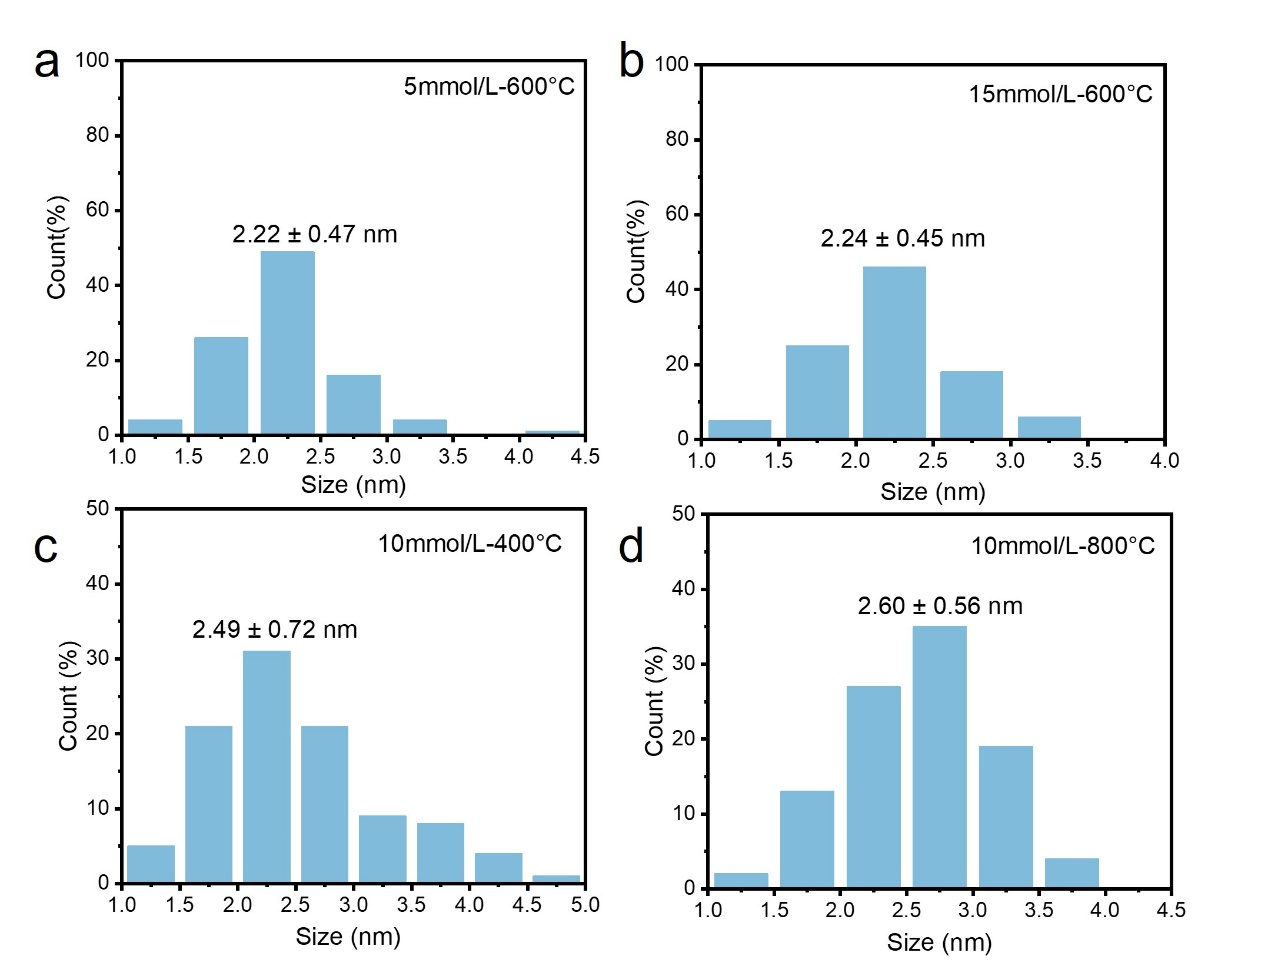 a
100
80
60
40
20
0
Count(%)
5mmol/L-600°C
2.22 ± 0.47 nm
1.0 1.5 2.0 2.5 3.0 3.5 4.0 4.5
Size (nm)
b
100
80
60
40
20
0
Count(%)
15mmol/L-600°C
2.24 ± 0.45 nm
1.0 1.5 2.0 2.5 3.0 3.5 4.0
Size (nm)
c
50
40
30
20
10
0
Count (%)
10mmol/L-400°C
2.49 ± 0.72 nm
1.0 1.5 2.0 2.5 3.0 3.5 4.0 4.5 5.0
Size (nm)
d
50
40
30
20
10
0
Count (%)
10mmol/L-800°C
2.60 ± 0.56 nm
1.0 1.5 2.0 2.5 3.0 3.5 4.0 4.5
Size (nm)